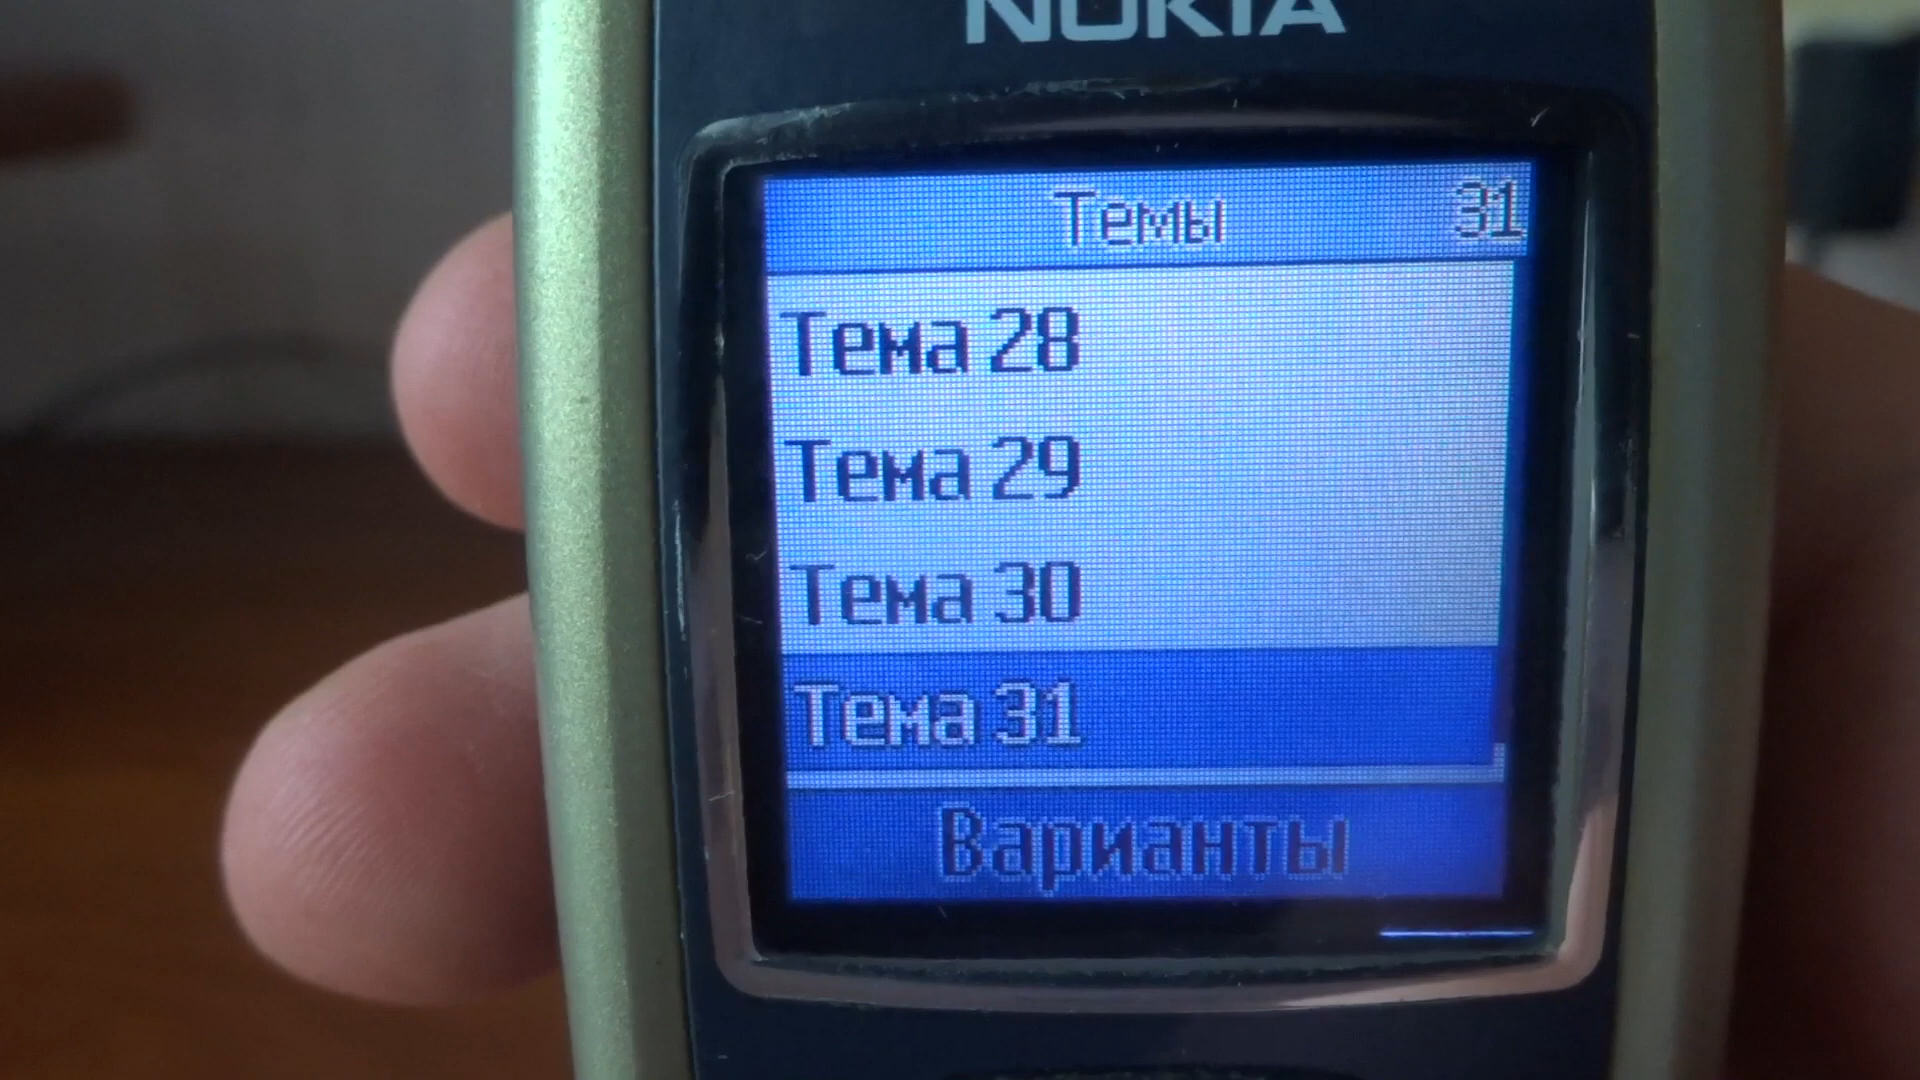 NOKIA
Темы 31
Тема 28
Тема 29
Тема 30
Тема 31
Варианты